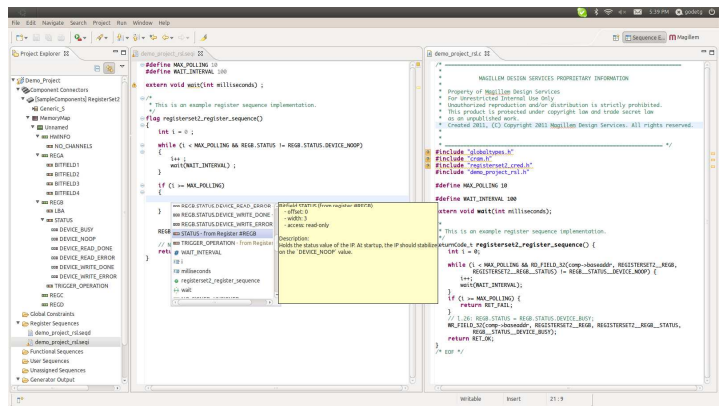 5:39 PM godetg
File Edit Navigate Search Project Run Window Help
Sequence E... Magillem
Project Explorer
Demo_Project
Component Connectors
[SampleComponents] RegisterSet2
Generic_S
MemoryMap
Unnamed
HWINFO
NO_CHANNELS
REGA
BITFIELD1
BITFIELD2
BITFIELD3
BITFIELD4
REGB
LBA
STATUS
DEVICE_BUSY
DEVICE_NOOP
DEVICE_READ_DONE
DEVICE_READ_ERROR
DEVICE_WRITE_DONE
DEVICE_WRITE_ERROR
TRIGGER_OPERATION
REGC
REGD
Global Constraints
Register Sequences
demo_project_rsl.seqd
demo_project_rsl.seqi
Functional Sequences
User Sequences
Unassigned Sequences
Generator Output
demo_project_rsl.seqi
#define MAX_POLLING 10
#define WAIT_INTERVAL 100
extern void wait(int milliseconds) ;
/*
* This is an example register sequence implementation.
*/
flag registerset2_register_sequence()
{
int i = 0 ;
while (i < MAX_POLLING && REGB.STATUS != REGB.STATUS.DEVICE_NOOP)
{
i++ ;
wait(WAIT_INTERVAL) ;
}
if (i >= MAX_POLLING)
{
}
REGB
// N
retu
}
REGB.STATUS.DEVICE_READ_ERROR
REGB.STATUS.DEVICE_WRITE_DONE
REGB.STATUS.DEVICE_WRITE_ERROR
STATUS - from Register #REGB
TRIGGER_OPERATION - from Register
WAIT_INTERVAL
i
milliseconds
registerset2_register_sequence
wait
Bitfield STATUS (from register #REGB)
- offset: 0
- width: 3
- access: read-only
Description:
Holds the status value of the IP. At startup, the IP should stabilize
on the `DEVICE_NOOP` value.
demo_project_rsl.c
/*
* MAGILLEM DESIGN SERVICES PROPRIETARY INFORMATION
*
* Property of Magillem Design Services
* For Unrestricted Internal Use Only
* Unauthorized reproduction and/or distribution is strictly prohibited.
* This product is protected under copyright law and trade secret law
* as an unpublished work.
* Created 2011, (C) Copyright 2011 Magillem Design Services. All rights reserved.
*
* */
#include "globaltypes.h"
#include "cram.h"
#include "registerset2_cred.h"
#include "demo_project_rsl.h"
#define MAX_POLLING 10
#define WAIT_INTERVAL 100
extern void wait(int milliseconds);
* This is an example register sequence implementation.
returnCode_t registerset2_register_sequence() {
int i = 0;
while (i < MAX_POLLING && RD_FIELD_32(comp->baseaddr, REGISTERSET2__REGB,
REGISTERSET2__REGB__STATUS) != REGB__STATUS__DEVICE_NOOP) {
i++;
wait(WAIT_INTERVAL);
}
if (i >= MAX_POLLING) {
return RET_FAIL;
}
// l.26: REGB.STATUS = REGB.STATUS.DEVICE_BUSY;
WR_FIELD_32(comp->baseaddr, REGISTERSET2__REGB, REGISTERSET2__REGB__STATUS,
REGB__STATUS__DEVICE_BUSY);
return RET_OK;
}
/* EOF */
Writable Insert 21 : 9